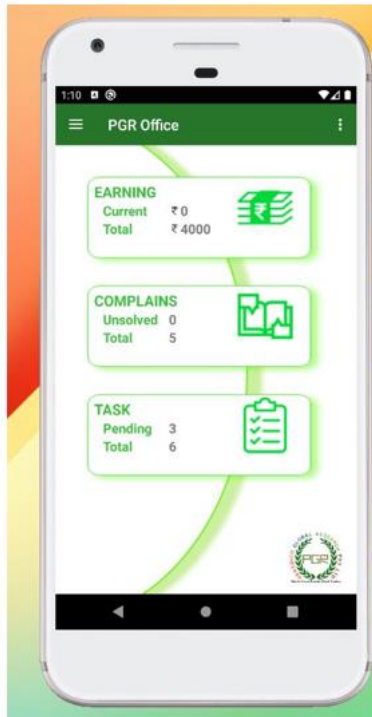 1:10
PGR Office
EARNING
Current ₹ 0
Total ₹ 4000
COMPLAINS
Unsolved 0
Total 5
TASK
Pending 3
Total 6
PGR